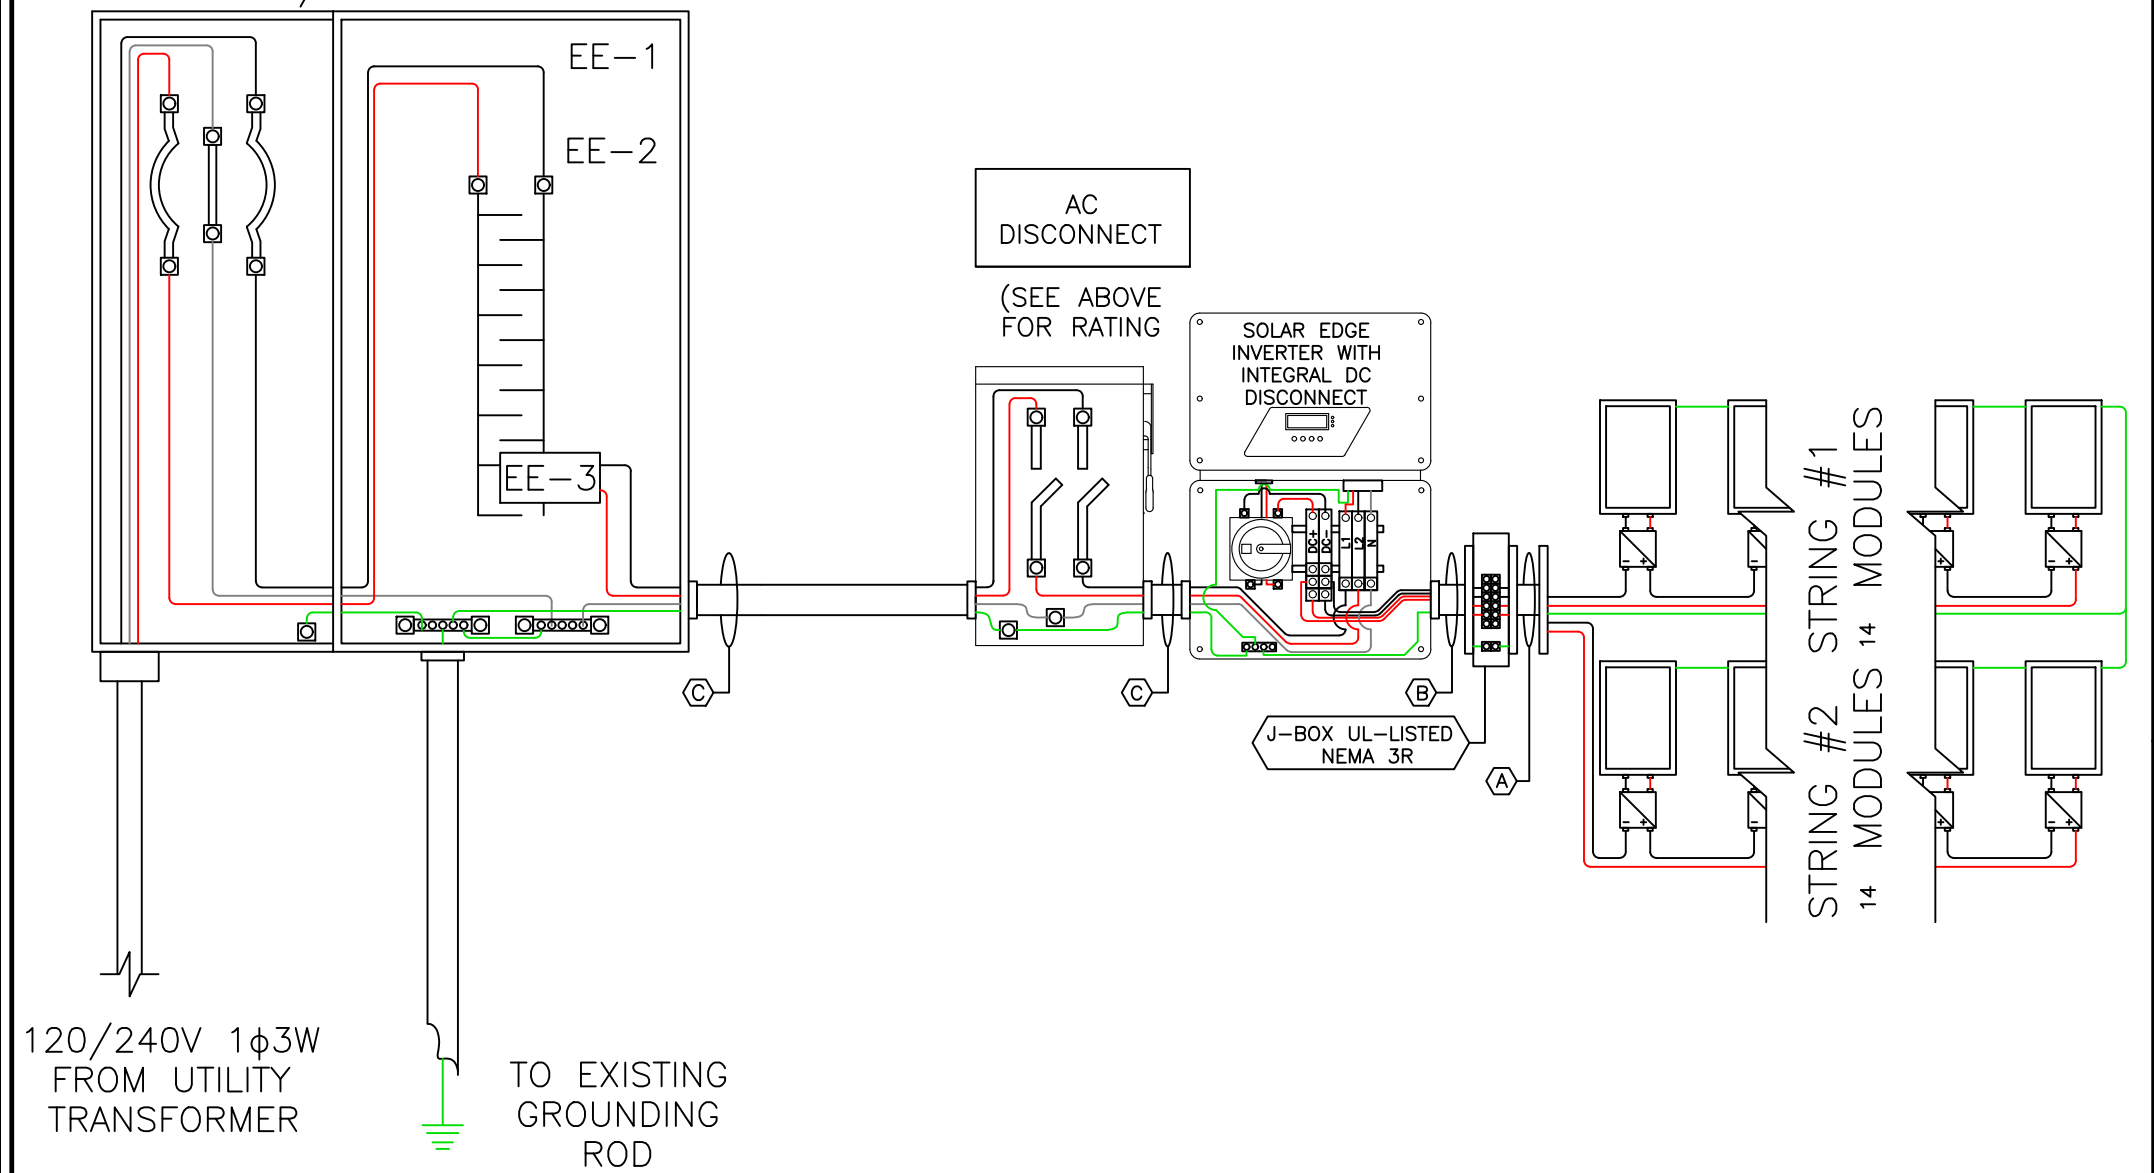 EE-1
EE-2
EE-3
AC
DISCONNECT
(SEE ABOVE
FOR RATING
SOLAR EDGE
INVERTER WITH
INTEGRAL DC
DISCONNECT
DC+
DC-
L1
L2
N
C
C
B
A
J-BOX UL-LISTED
NEMA 3R
STRING #1
14 MODULES
STRING #2
14 MODULES
- +
-
+
- +
- +
-
+
- +
120/240V 1ϕ3W
FROM UTILITY
TRANSFORMER
TO EXISTING
GROUNDING
ROD